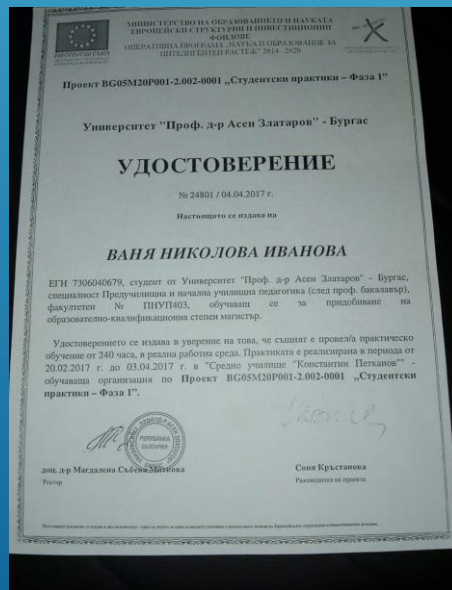 МИНИСТЕРСТВО НА ОБРАЗОВАНИЕТО И НАУКАТА
ЕВРОПЕЙСКИ СТРУКТУРНИ И ИНВЕСТИЦИОННИ
ФОНДОВЕ
ОПЕРАТИВНА ПРОГРАМА „НАУКА И ОБРАЗОВАНИЕ ЗА
ИНТЕЛИГЕНТЕН РАСТЕЖ" 2014 - 2020
Проект BG05M20P001-2.002-0001 „Студентски практики – Фаза 1"
Университет "Проф. д-р Асен Златаров" - Бургас
УДОСТОВЕРЕНИЕ
№ 24801 / 04.04.2017 г.
Настоящото се издава на
ВАНЯ НИКОЛОВА ИВАНОВА
ЕГН 7306040679, студент от Университет "Проф. д-р Асен Златаров" - Бургас,
специалност Предучилищна и начална училищна педагогика (след проф. бакалавър),
факултетен № ПНУП403, обучаващ се за придобиване на
образователно-квалификационна степен магистър.
Удостоверението се издава в уверение на това, че същият е провел/а практическо
обучение от 240 часа, в реална работна среда. Практиката е реализирана в периода от
20.02.2017 г. до 03.04.2017 г. в "Средно училище "Константин Петканов"" -
обучаваща организация по Проект BG05M20P001-2.002-0001 „Студентски
практики – Фаза 1".
РЕПУБЛИКА
БЪЛГАРИЯ
доц. д-р Магдалена Събева Миткова
Ректор
Соня Кръстанова
Ръководител на проекта